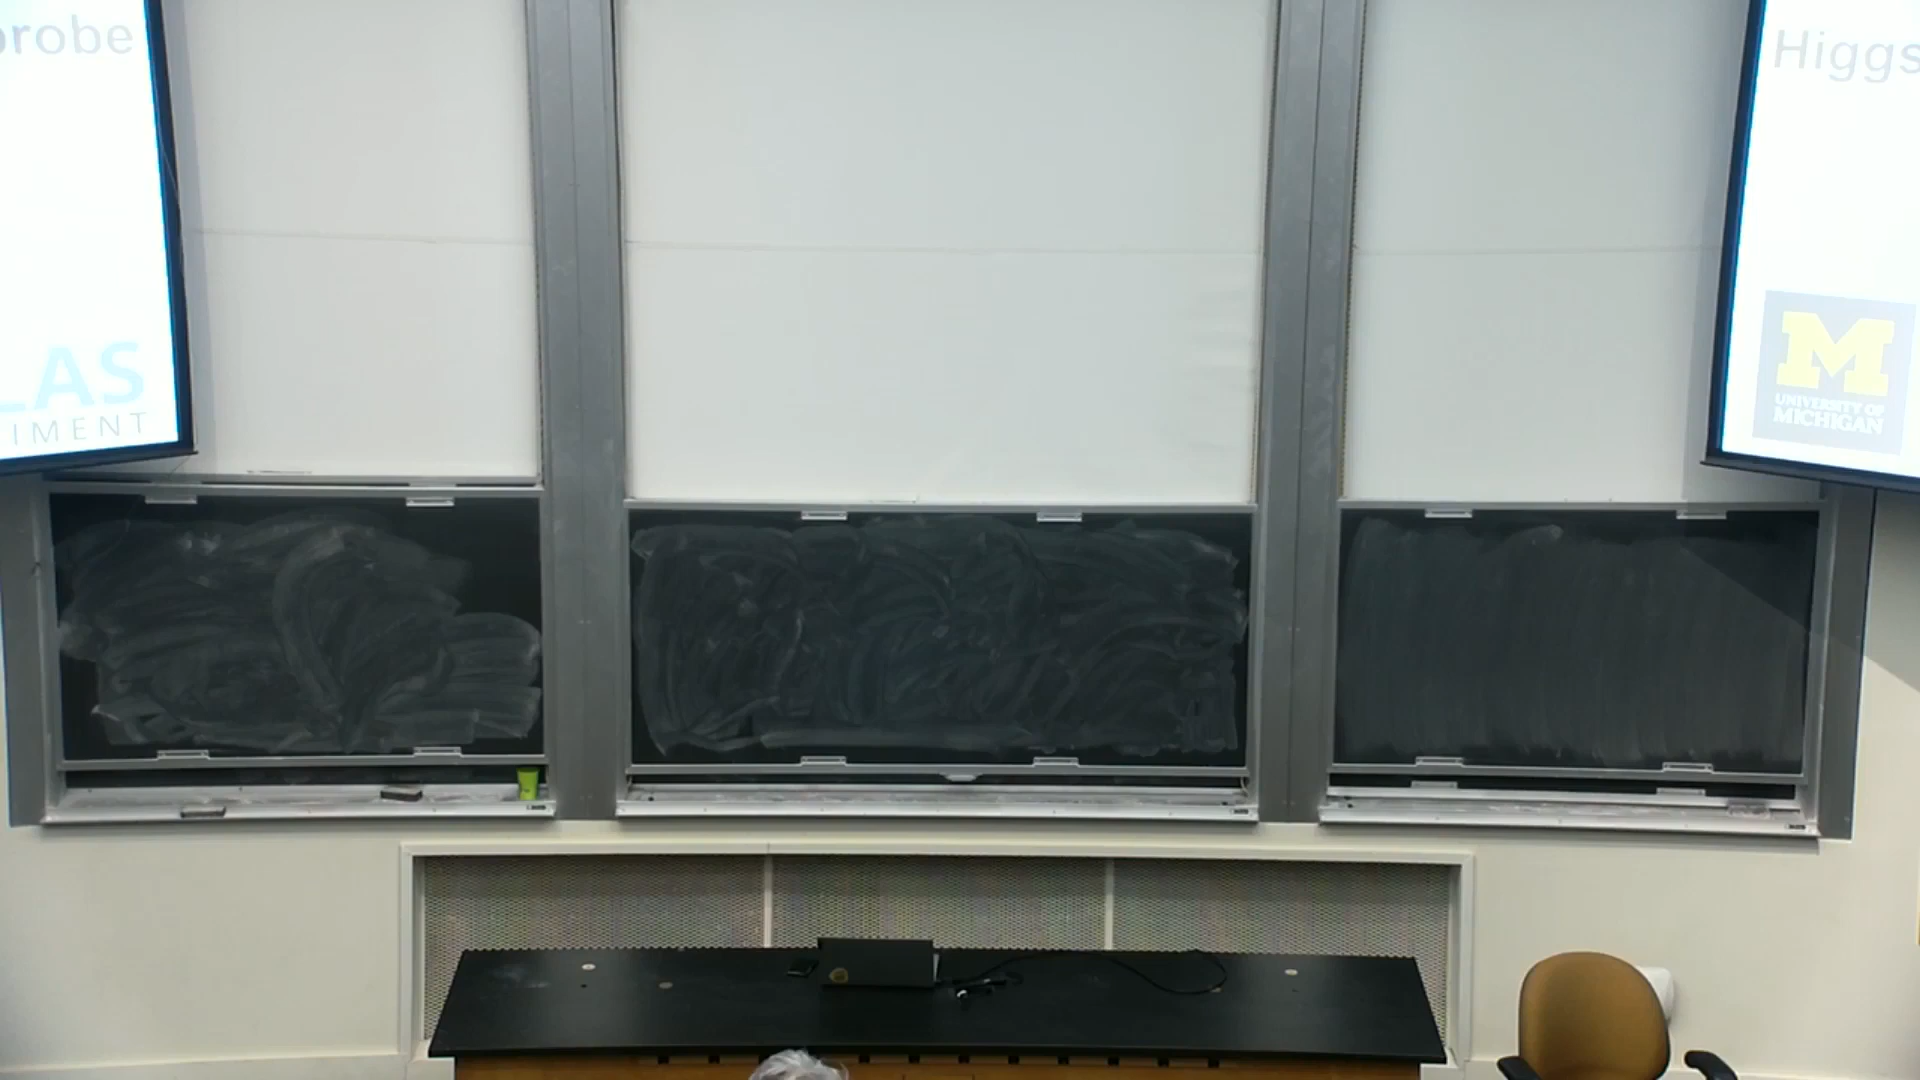 probe
LAS
IMENT
Higgs
M
UNIVERSITY OF
MICHIGAN